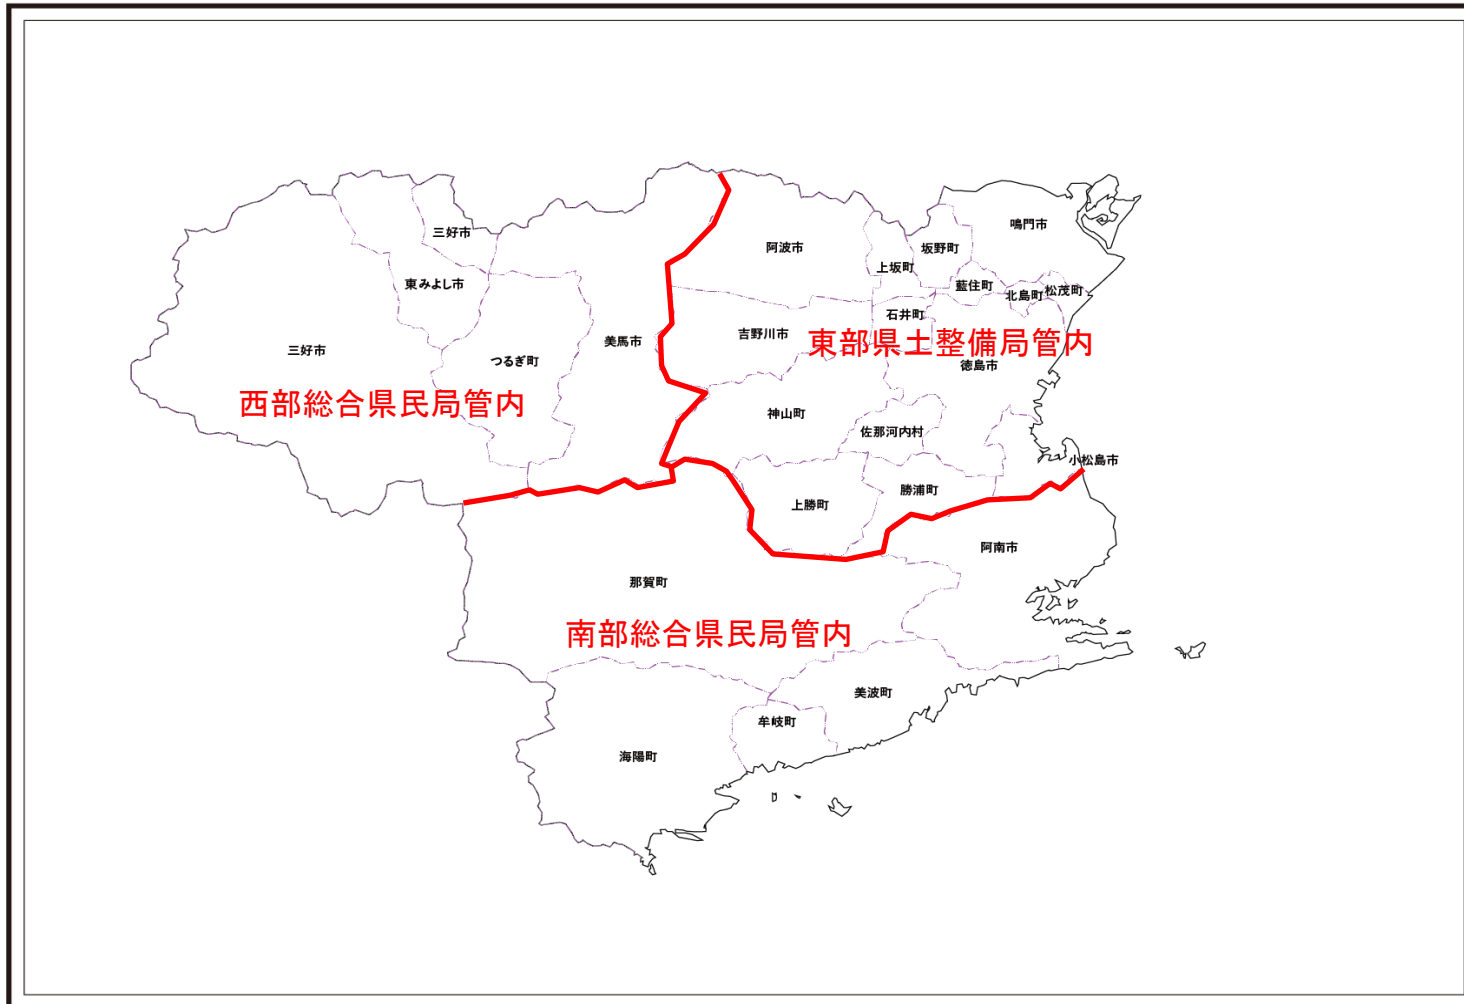 三好市
鳴門市
阿波市
坂野町
上坂町
東みよし市
藍住町
北島町
松茂町
石井町
吉野川市
美馬市
東部県土整備局管内
三好市
つるぎ町
徳島市
西部総合県民局管内
神山町
佐那河内村
小松島市
勝浦町
上勝町
阿南市
那賀町
南部総合県民局管内
美波町
牟岐町
海陽町